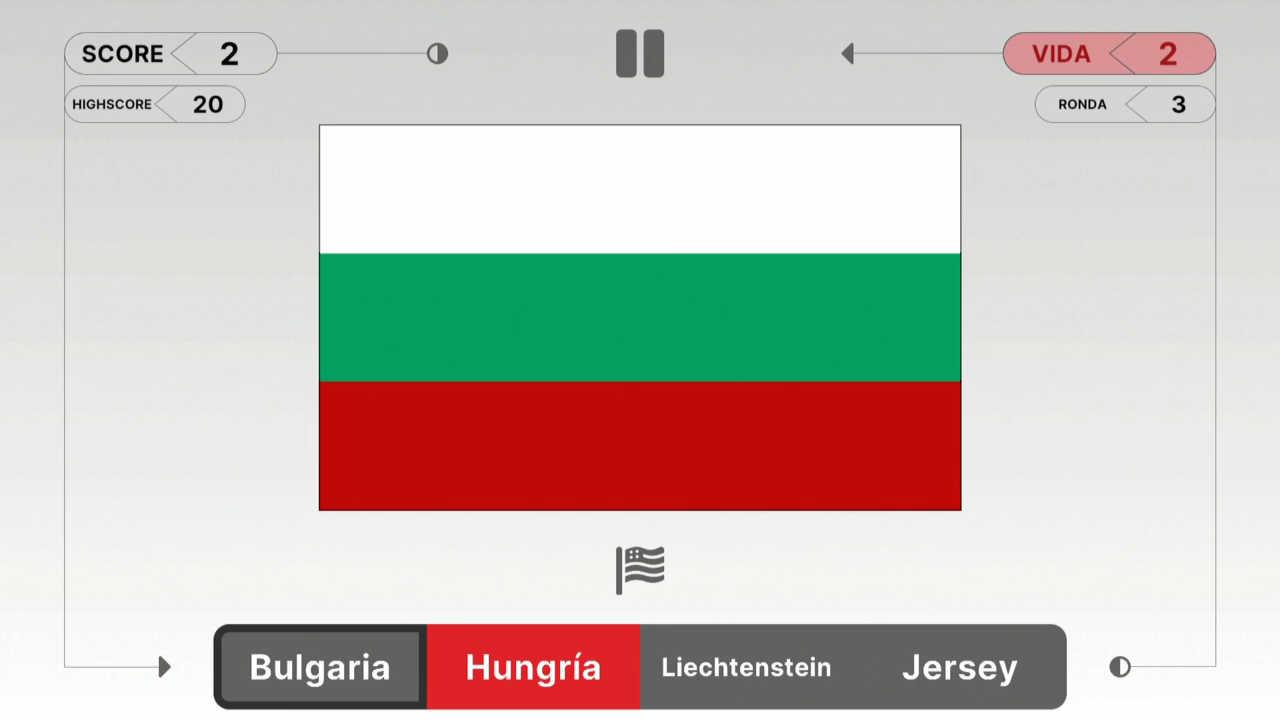 SCORE 2
VIDA 2
HIGHSCORE 20
RONDA 3
Bulgaria
Hungría
Liechtenstein
Jersey